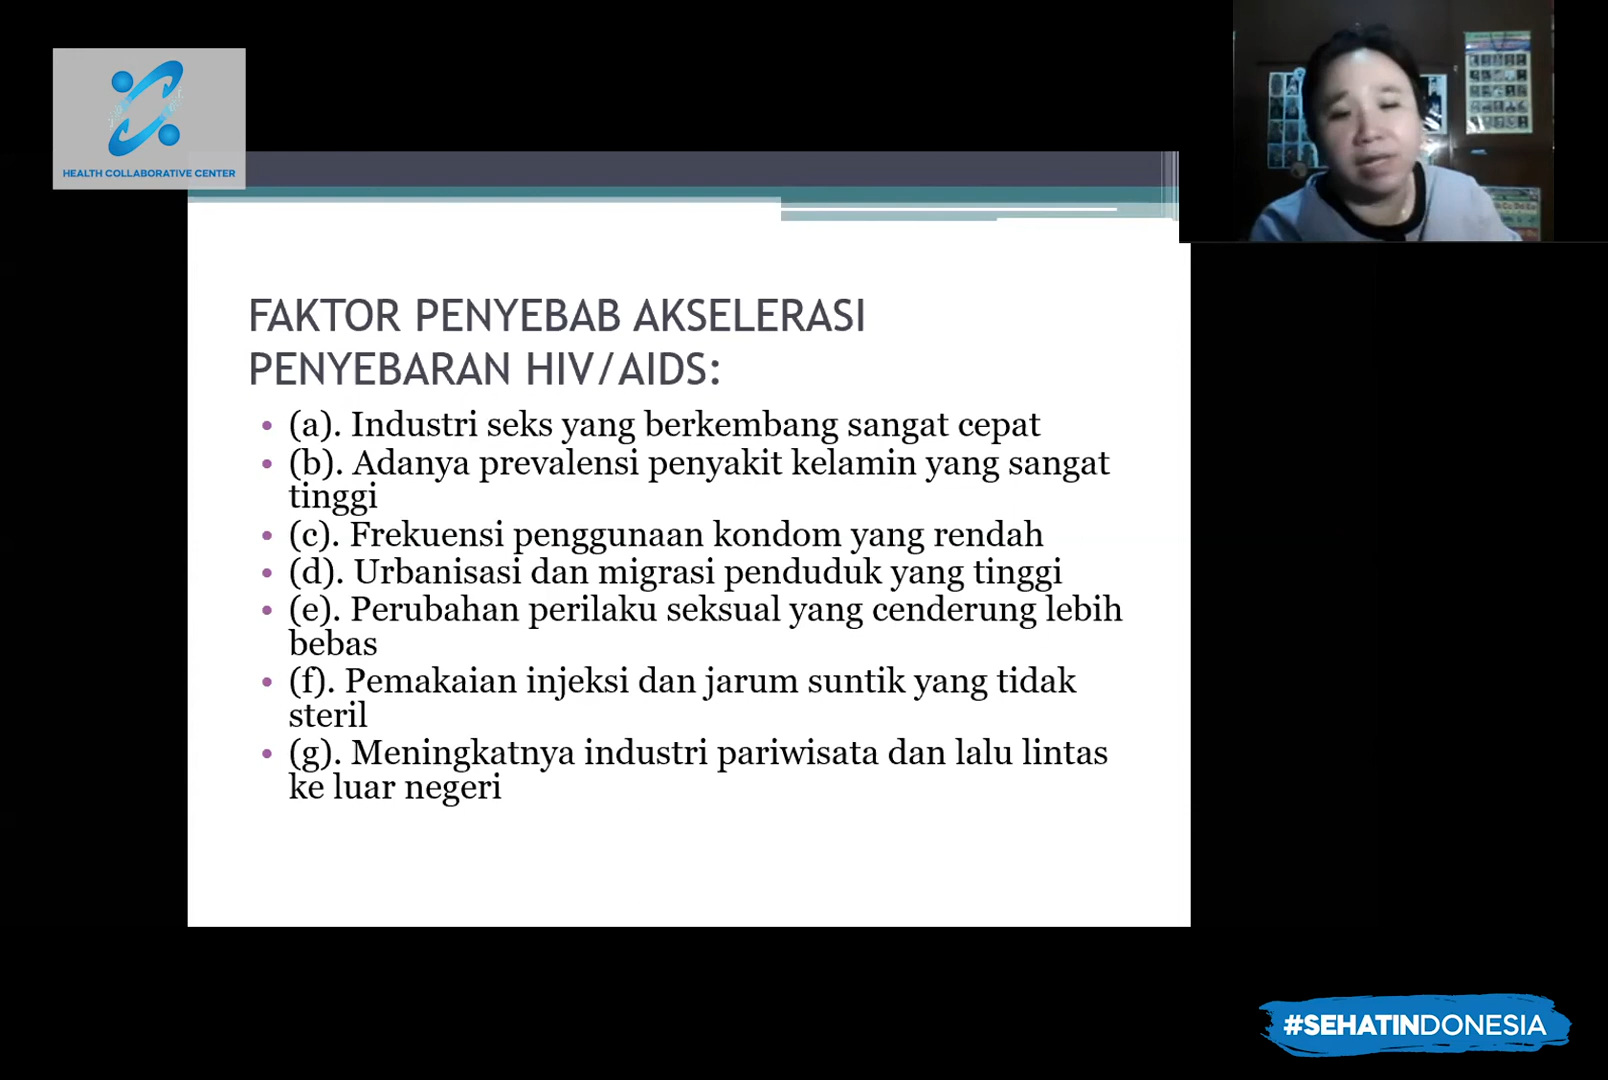 HEALTH COLLABORATIVE CENTER
FAKTOR PENYEBAB AKSELERASI
PENYEBARAN HIV/AIDS:
• (a). Industri seks yang berkembang sangat cepat
• (b). Adanya prevalensi penyakit kelamin yang sangat
tinggi
• (c). Frekuensi penggunaan kondom yang rendah
• (d). Urbanisasi dan migrasi penduduk yang tinggi
• (e). Perubahan perilaku seksual yang cenderung lebih
bebas
• (f). Pemakaian injeksi dan jarum suntik yang tidak
steril
• (g). Meningkatnya industri pariwisata dan lalu lintas
ke luar negeri
#SEHATINDONESIA